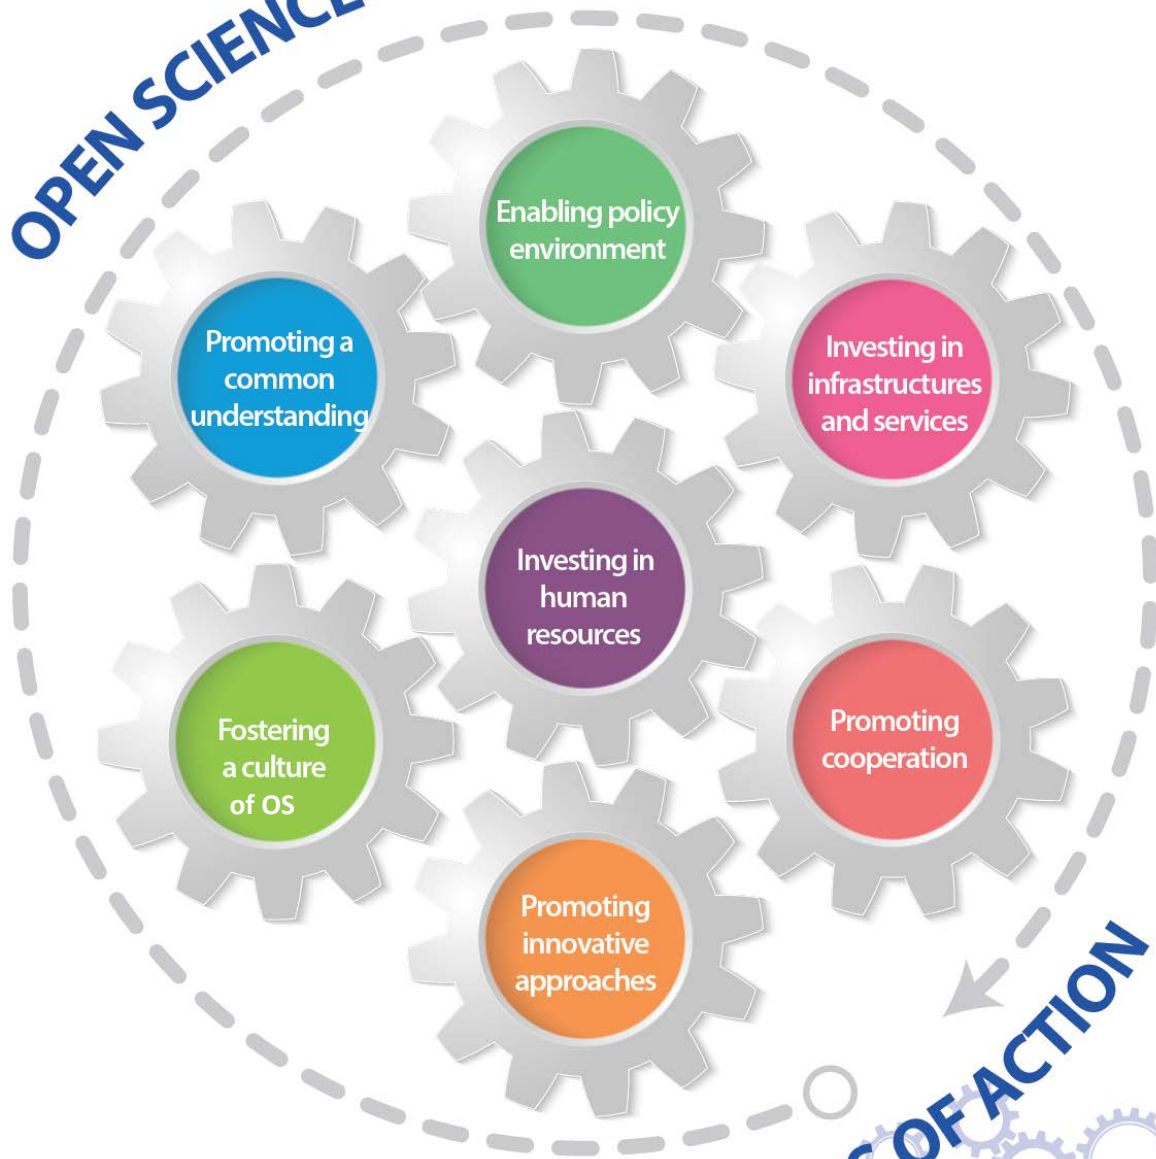 OPEN SCIENCE
Enabling policy
environment
Promoting a
common
understanding
Investing in
infrastructures
and services
Investing in
human
resources
Fostering
a culture
of OS
Promoting
cooperation
Promoting
innovative
approaches
OF ACTION